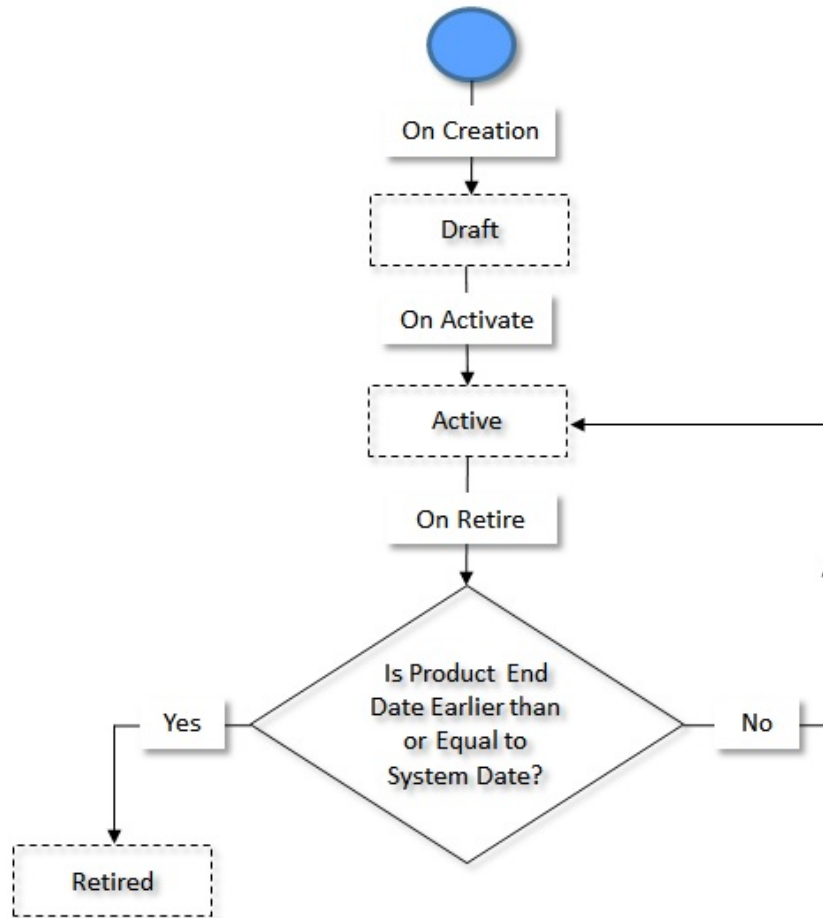 On Creation
Draft
On Activate
Active
On Retire
Is Product End
Date Earlier than
or Equal to
System Date?
Yes
No
Retired